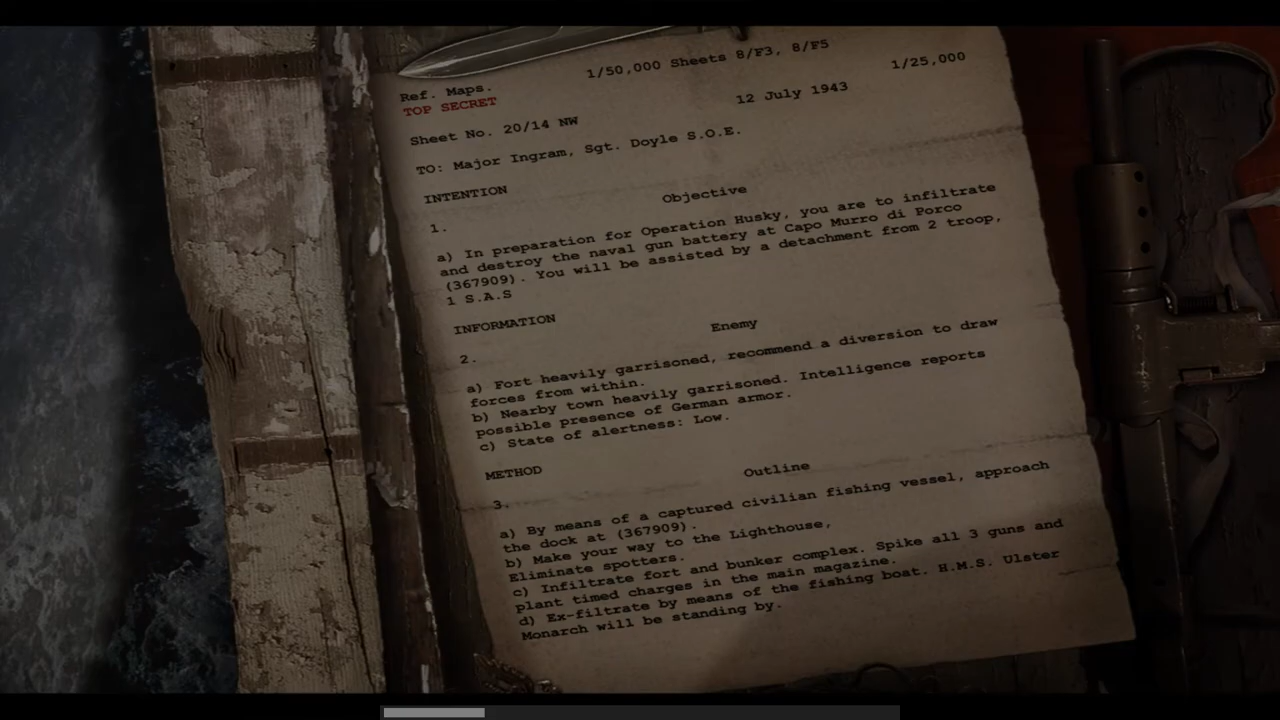 1/50,000 Sheets 8/F3, 8/F5
Ref. Maps. 1/25,000
TOP SECRET
12 July 1943
Sheet No. 20/14 NW
TO: Major Ingram, Sgt. Doyle S.O.E.
INTENTION
Objective
1.
a) In preparation for Operation Husky, you are to infiltrate
and destroy the naval gun battery at Capo Murro di Porco
(367909). You will be assisted by a detachment from 2 troop,
1 S.A.S
INFORMATION
Enemy
2.
a) Fort heavily garrisoned, recommend a diversion to draw
forces from within.
b) Nearby town heavily garrisoned. Intelligence reports
possible presence of German armor.
c) State of alertness: Low.
METHOD
Outline
3.
a) By means of a captured civilian fishing vessel, approach
the dock at (367909).
b) Make your way to the Lighthouse,
Eliminate spotters.
c) Infiltrate fort and bunker complex. Spike all 3 guns and
plant timed charges in the main magazine.
d) Ex-filtrate by means of the fishing boat. H.M.S. Ulster
Monarch will be standing by.